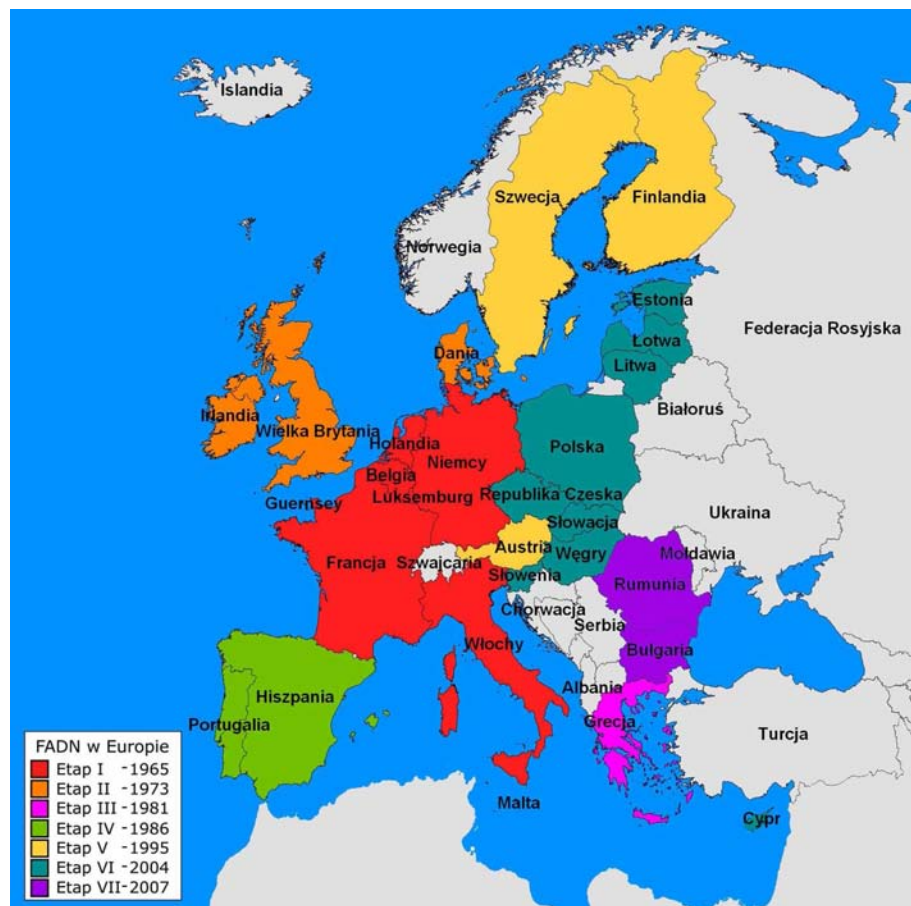 Islandia
Szwecja
Finlandia
Norwegia
Estonia
Federacja Rosyjska
Łotwa
Dania
Litwa
Białoruś
Irlandia
Wielka Brytania
Holandia
Niemcy
Polska
Belgia
Luksemburg
Republika Czeska
Guernsey
Słowacja
Ukraina
Austria
Węgry
Mołdawia
Francja
Szwajcaria
Słowenia
Rumunia
Chorwacja
Serbia
Włochy
Bułgaria
Albania
Hiszpania
Portugalia
Grecja
Turcja
Malta
Cypr
FADN w Europie
Etap I -1965
Etap II -1973
Etap III -1981
Etap IV -1986
Etap V -1995
Etap VI -2004
Etap VII-2007